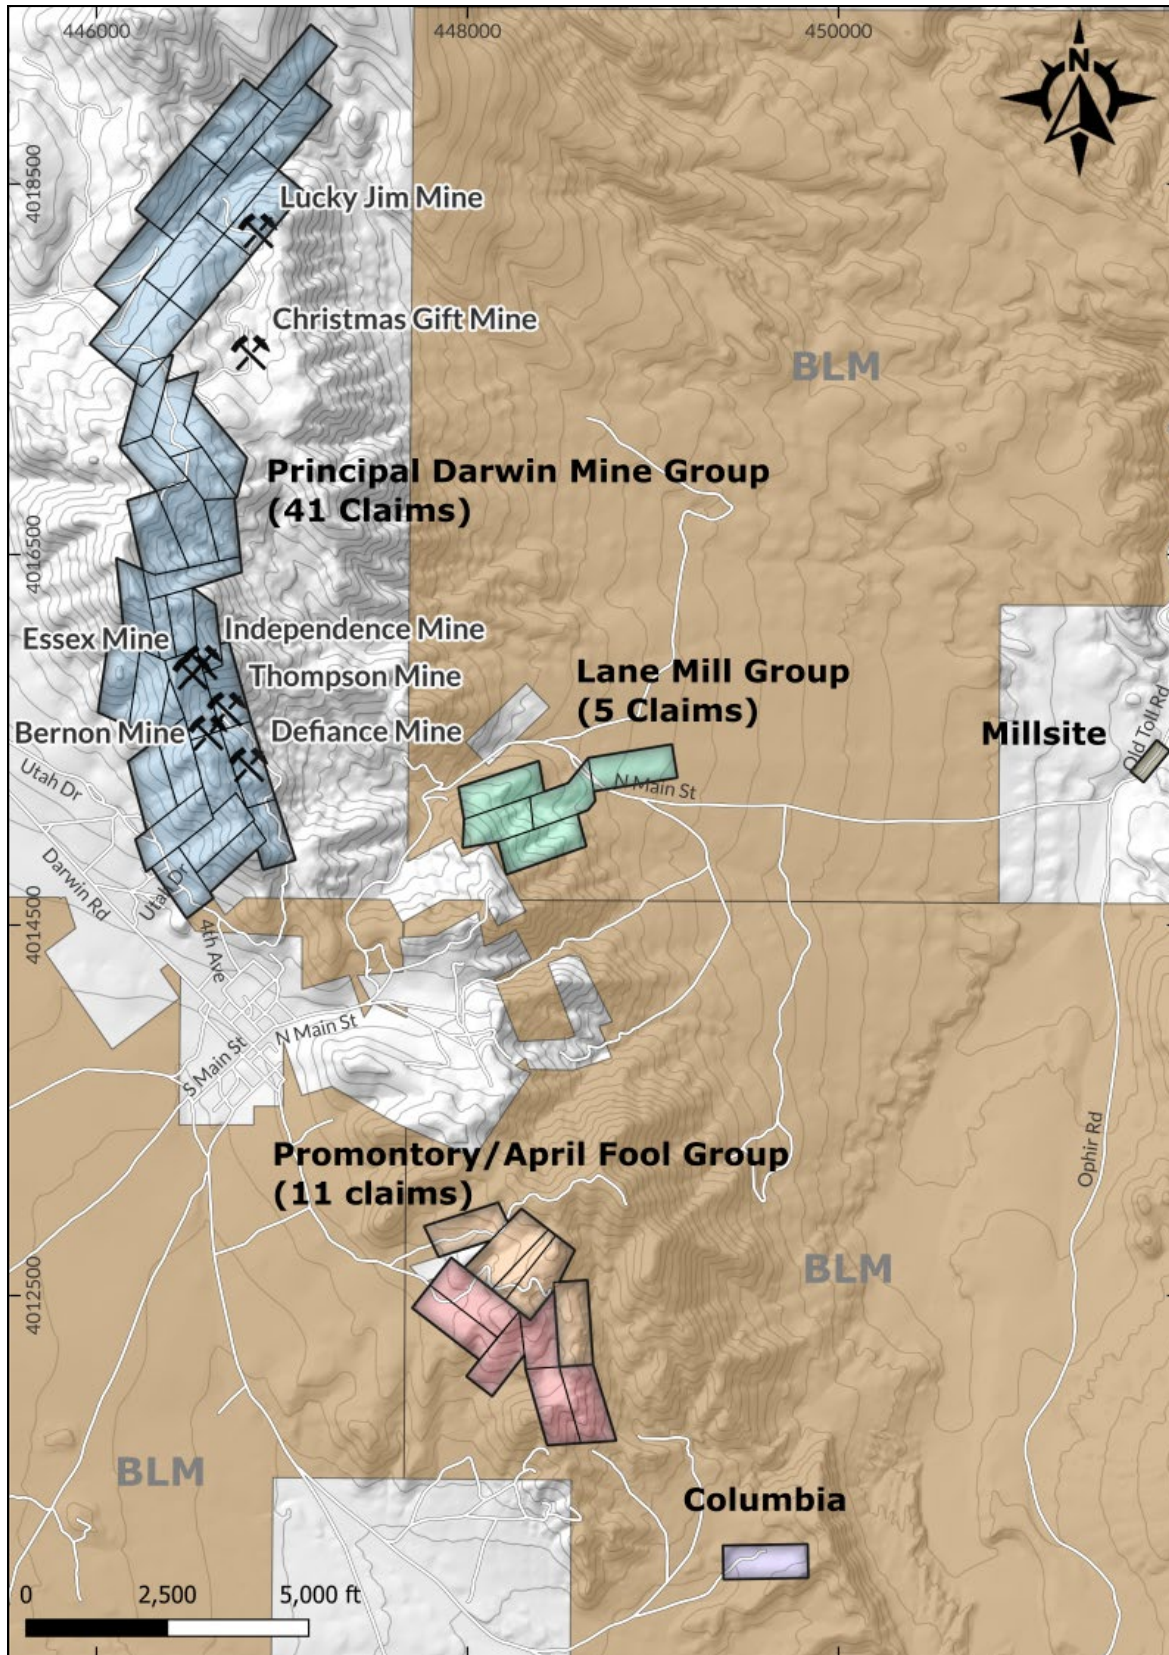 446000
448000
450000
N
4018500
Lucky Jim Mine
Christmas Gift Mine
BLM
Principal Darwin Mine Group
(41 Claims)
4016500
Essex Mine
Independence Mine
Thompson Mine
Lane Mill Group
(5 Claims)
Bernon Mine
Defiance Mine
Millsite
Old Toll Rd
Utah Dr
N Main St
Darwin Rd
Utah Dr
4014500
4th Ave
N Main St
S Main St
Promontory/April Fool Group
(11 claims)
Ophir Rd
4012500
BLM
BLM
Columbia
0
2,500
5,000 ft